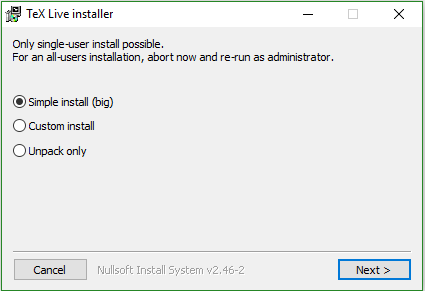 TeX Live installer
Only single-user install possible.
For an all-users installation, abort now and re-run as administrator.
Simple install (big)
Custom install
Unpack only
Cancel
Nullsoft Install System v2.46-2
Next >